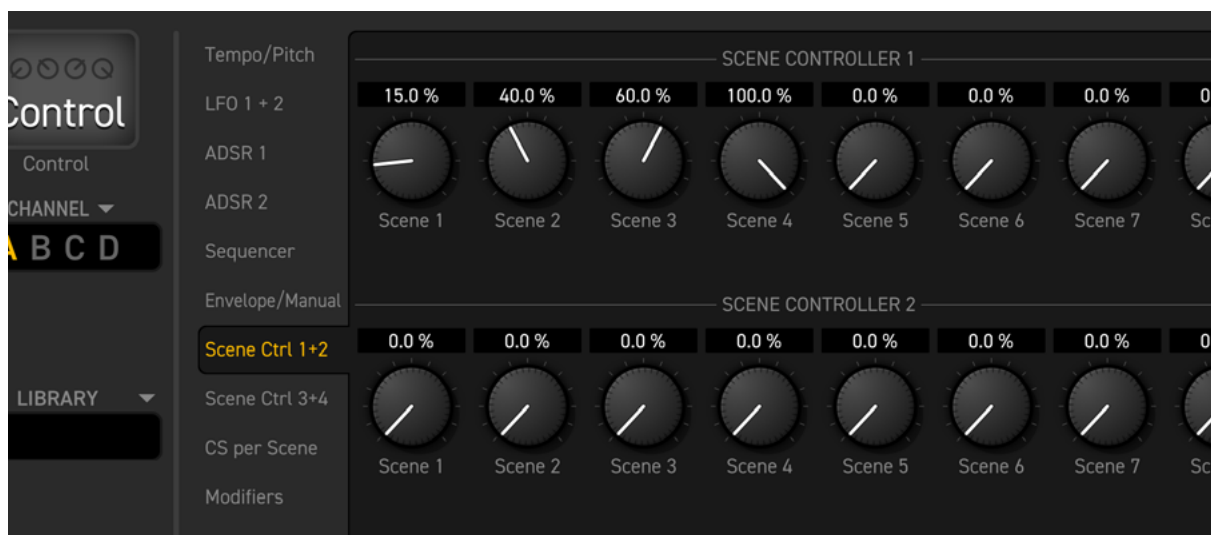 Control
Control
CHANNEL
A B C D
LIBRARY
Tempo/Pitch
LFO 1 + 2
ADSR 1
ADSR 2
Sequencer
Envelope/Manual
Scene Ctrl 1+2
Scene Ctrl 3+4
CS per Scene
Modifiers
SCENE CONTROLLER 1
15.0 % 40.0 % 60.0 % 100.0 % 0.0 % 0.0 % 0.0 % 0
Scene 1 Scene 2 Scene 3 Scene 4 Scene 5 Scene 6 Scene 7 Sc
SCENE CONTROLLER 2
0.0 % 0.0 % 0.0 % 0.0 % 0.0 % 0.0 % 0.0 % 0
Scene 1 Scene 2 Scene 3 Scene 4 Scene 5 Scene 6 Scene 7 Sc